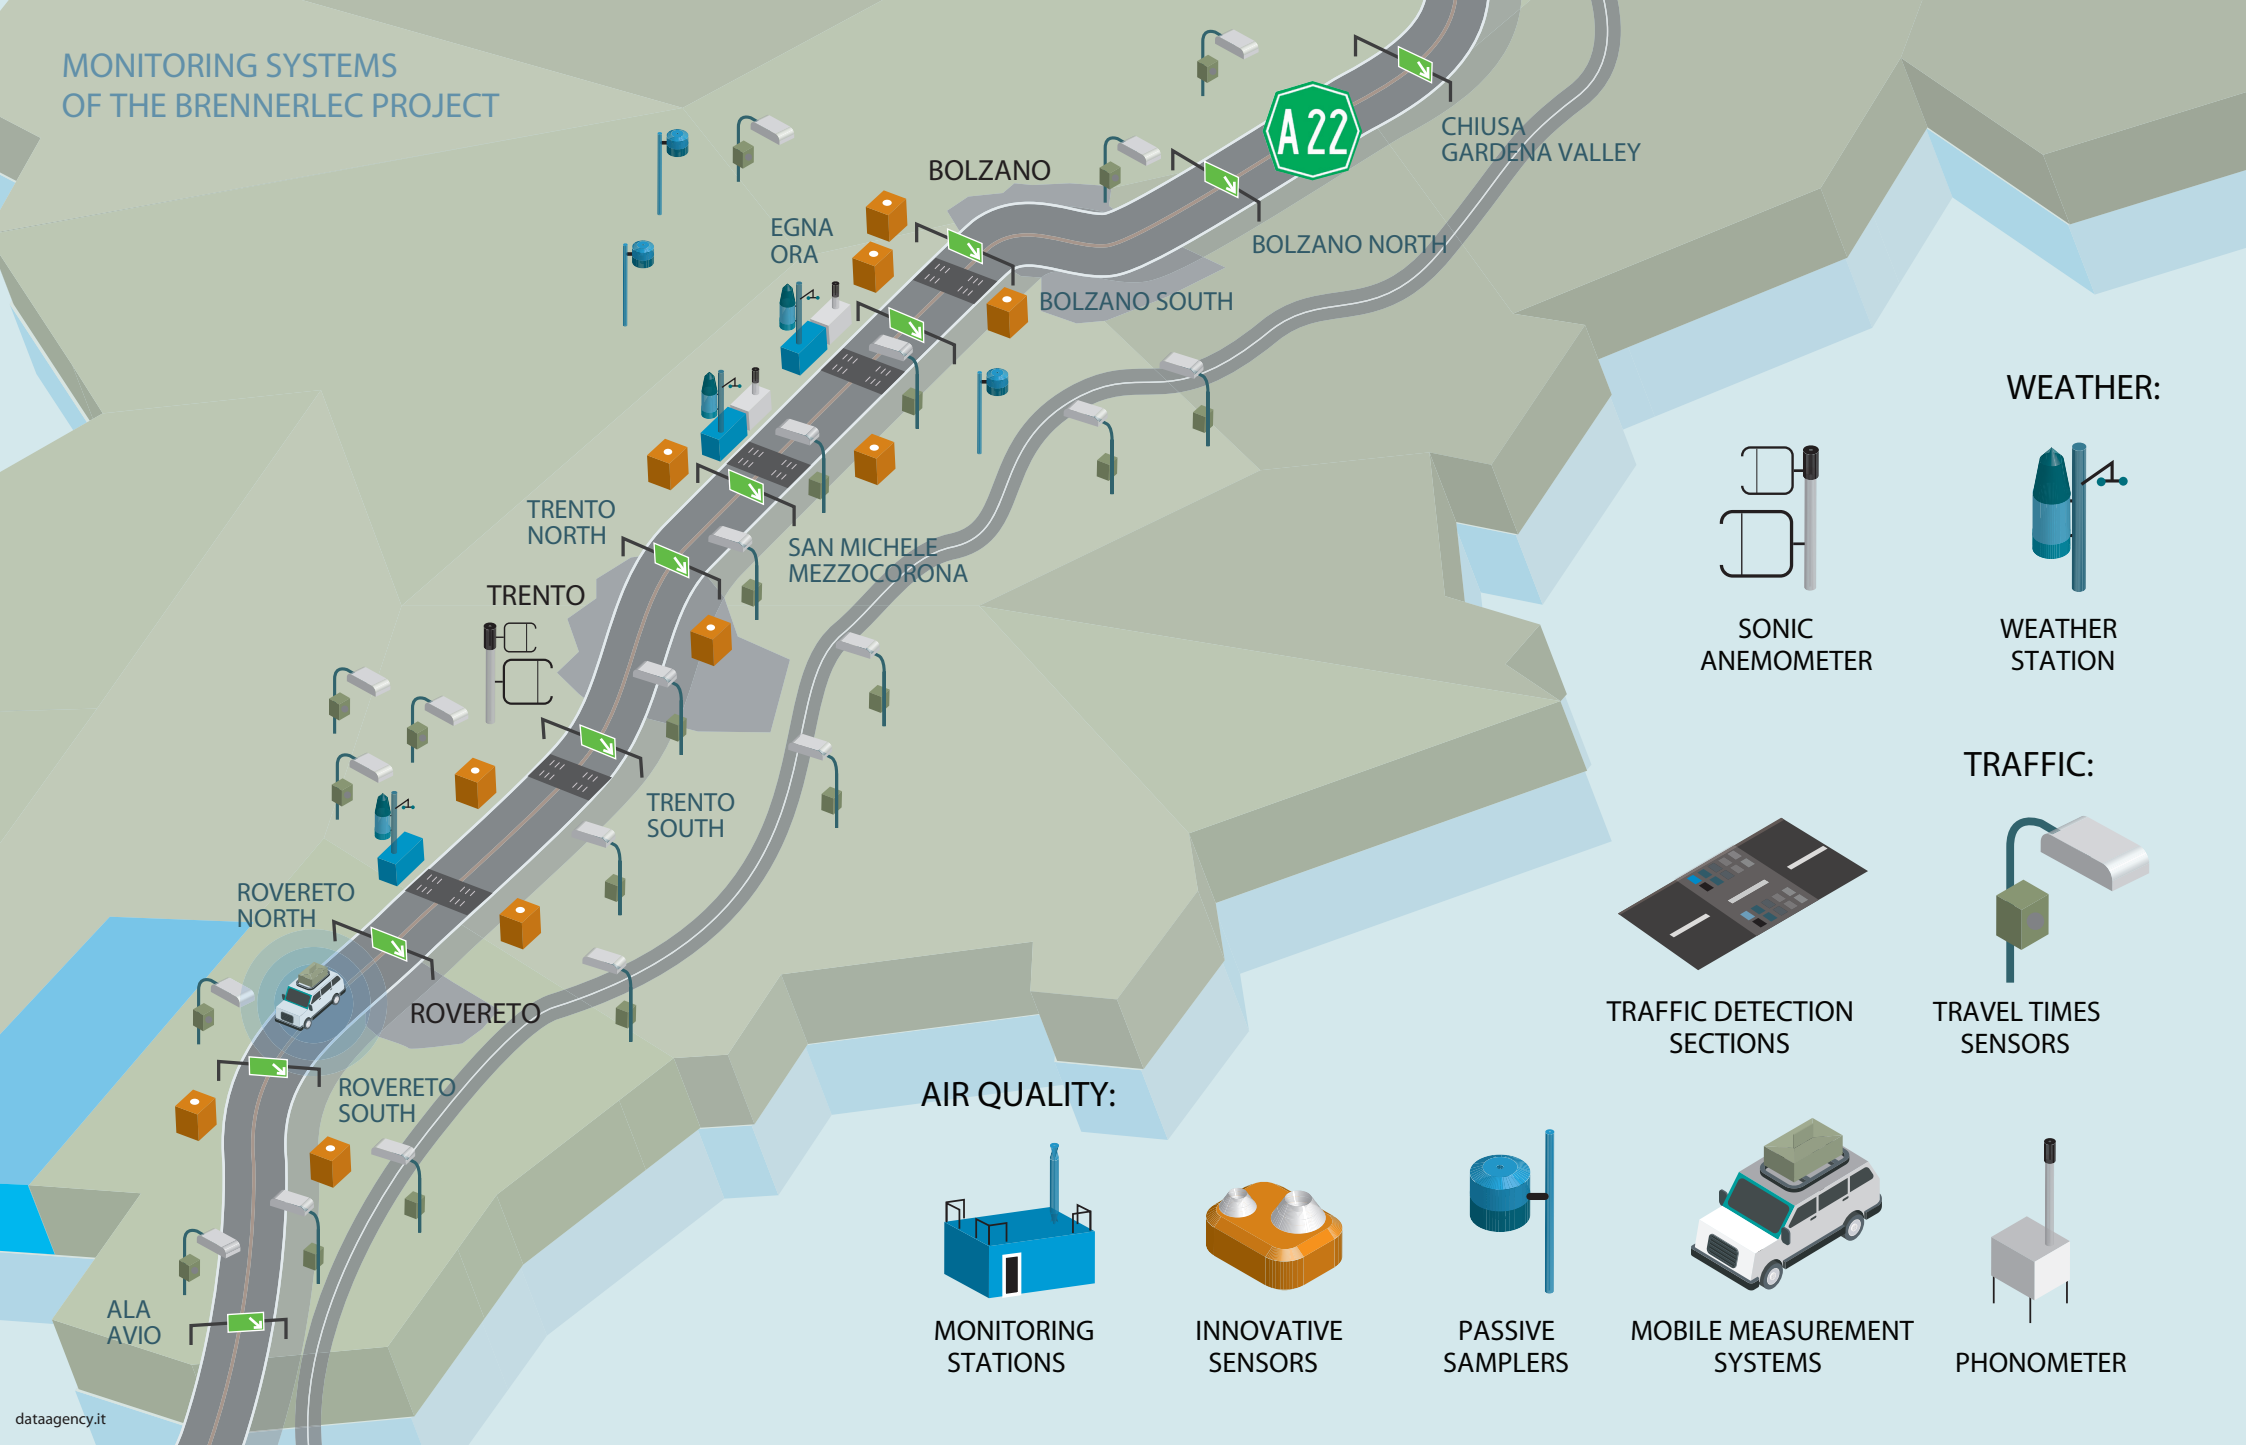 MONITORING SYSTEMS
OF THE BRENNERLEC PROJECT
A 22
CHIUSA
GARDENA VALLEY
BOLZANO
EGNA
ORA
BOLZANO NORTH
BOLZANO SOUTH
TRENTO
NORTH
SAN MICHELE
MEZZOCORONA
TRENTO
TRENTO
SOUTH
ROVERETO
NORTH
ROVERETO
ROVERETO
SOUTH
ALA
AVIO
dataagency.it
WEATHER:
SONIC
ANEMOMETER
WEATHER
STATION
TRAFFIC:
TRAFFIC DETECTION
SECTIONS
TRAVEL TIMES
SENSORS
AIR QUALITY:
MONITORING
STATIONS
INNOVATIVE
SENSORS
PASSIVE
SAMPLERS
MOBILE MEASUREMENT
SYSTEMS
PHONOMETER